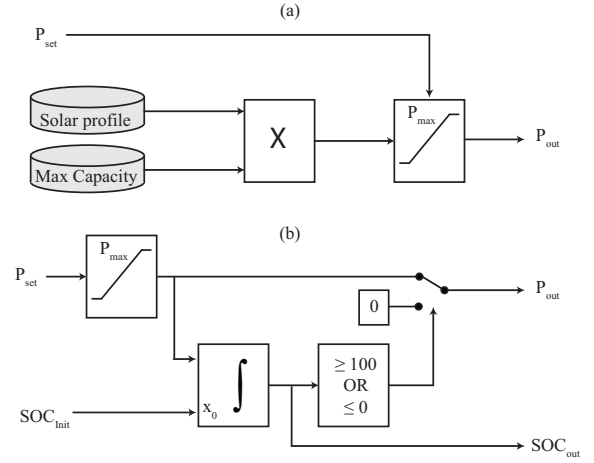 (a)
P_set
Solar profile
Max Capacity
X
P_max
P_out
(b)
P_set
P_max
P_out
0
SOC_Init
x_0
∫
≥ 100
OR
≤ 0
SOC_out